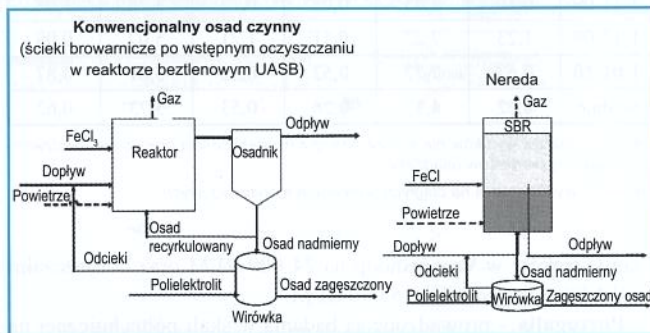 Konwencjonalny osad czynny
(ścieki browarnicze po wstępnym oczyszczaniu
w reaktorze beztlenowym UASB)
Gaz
FeCl3
Reaktor
Osadnik
Odpływ
Dopływ
Powietrze
Osad
recyrkulowany
Osad nadmierny
Odcieki
Polielektrolit
Osad zagęszczony
Wirówka
Nereda
Gaz
SBR
FeCl
Powietrze
Dopływ
Odpływ
Odcieki
Osad nadmierny
Polielektrolit
Wirówka
Zagęszczony osad